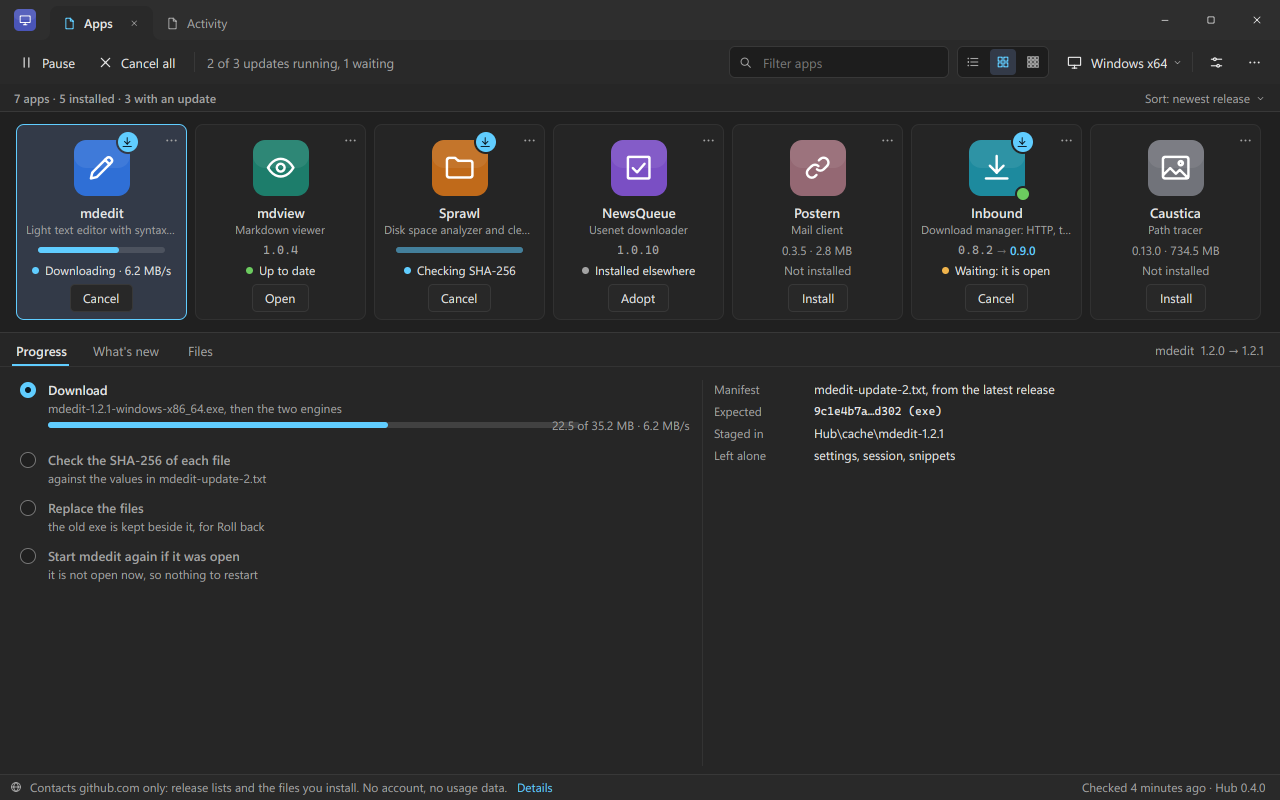 Apps
Activity
Pause
Cancel all
2 of 3 updates running, 1 waiting
Filter apps
Windows x64
7 apps · 5 installed · 3 with an update
Sort: newest release
mdedit
Light text editor with syntax...
Downloading · 6.2 MB/s
Cancel
mdview
Markdown viewer
1.0.4
Up to date
Open
Sprawl
Disk space analyzer and cle...
Checking SHA-256
Cancel
NewsQueue
Usenet downloader
1.0.10
Installed elsewhere
Adopt
Postern
Mail client
0.3.5 · 2.8 MB
Not installed
Install
Inbound
Download manager: HTTP, t...
0.8.2 → 0.9.0
Waiting: it is open
Cancel
Caustica
Path tracer
0.13.0 · 734.5 MB
Not installed
Install
Progress
What's new
Files
mdedit 1.2.0 → 1.2.1
Download
mdedit-1.2.1-windows-x86_64.exe, then the two engines
22.5 of 35.2 MB · 6.2 MB/s
Check the SHA-256 of each file
against the values in mdedit-update-2.txt
Replace the files
the old exe is kept beside it, for Roll back
Start mdedit again if it was open
it is not open now, so nothing to restart
Manifest mdedit-update-2.txt, from the latest release
Expected 9c1e4b7a…d302 (exe)
Staged in Hub\cache\mdedit-1.2.1
Left alone settings, session, snippets
Contacts github.com only: release lists and the files you install. No account, no usage data. Details
Checked 4 minutes ago · Hub 0.4.0